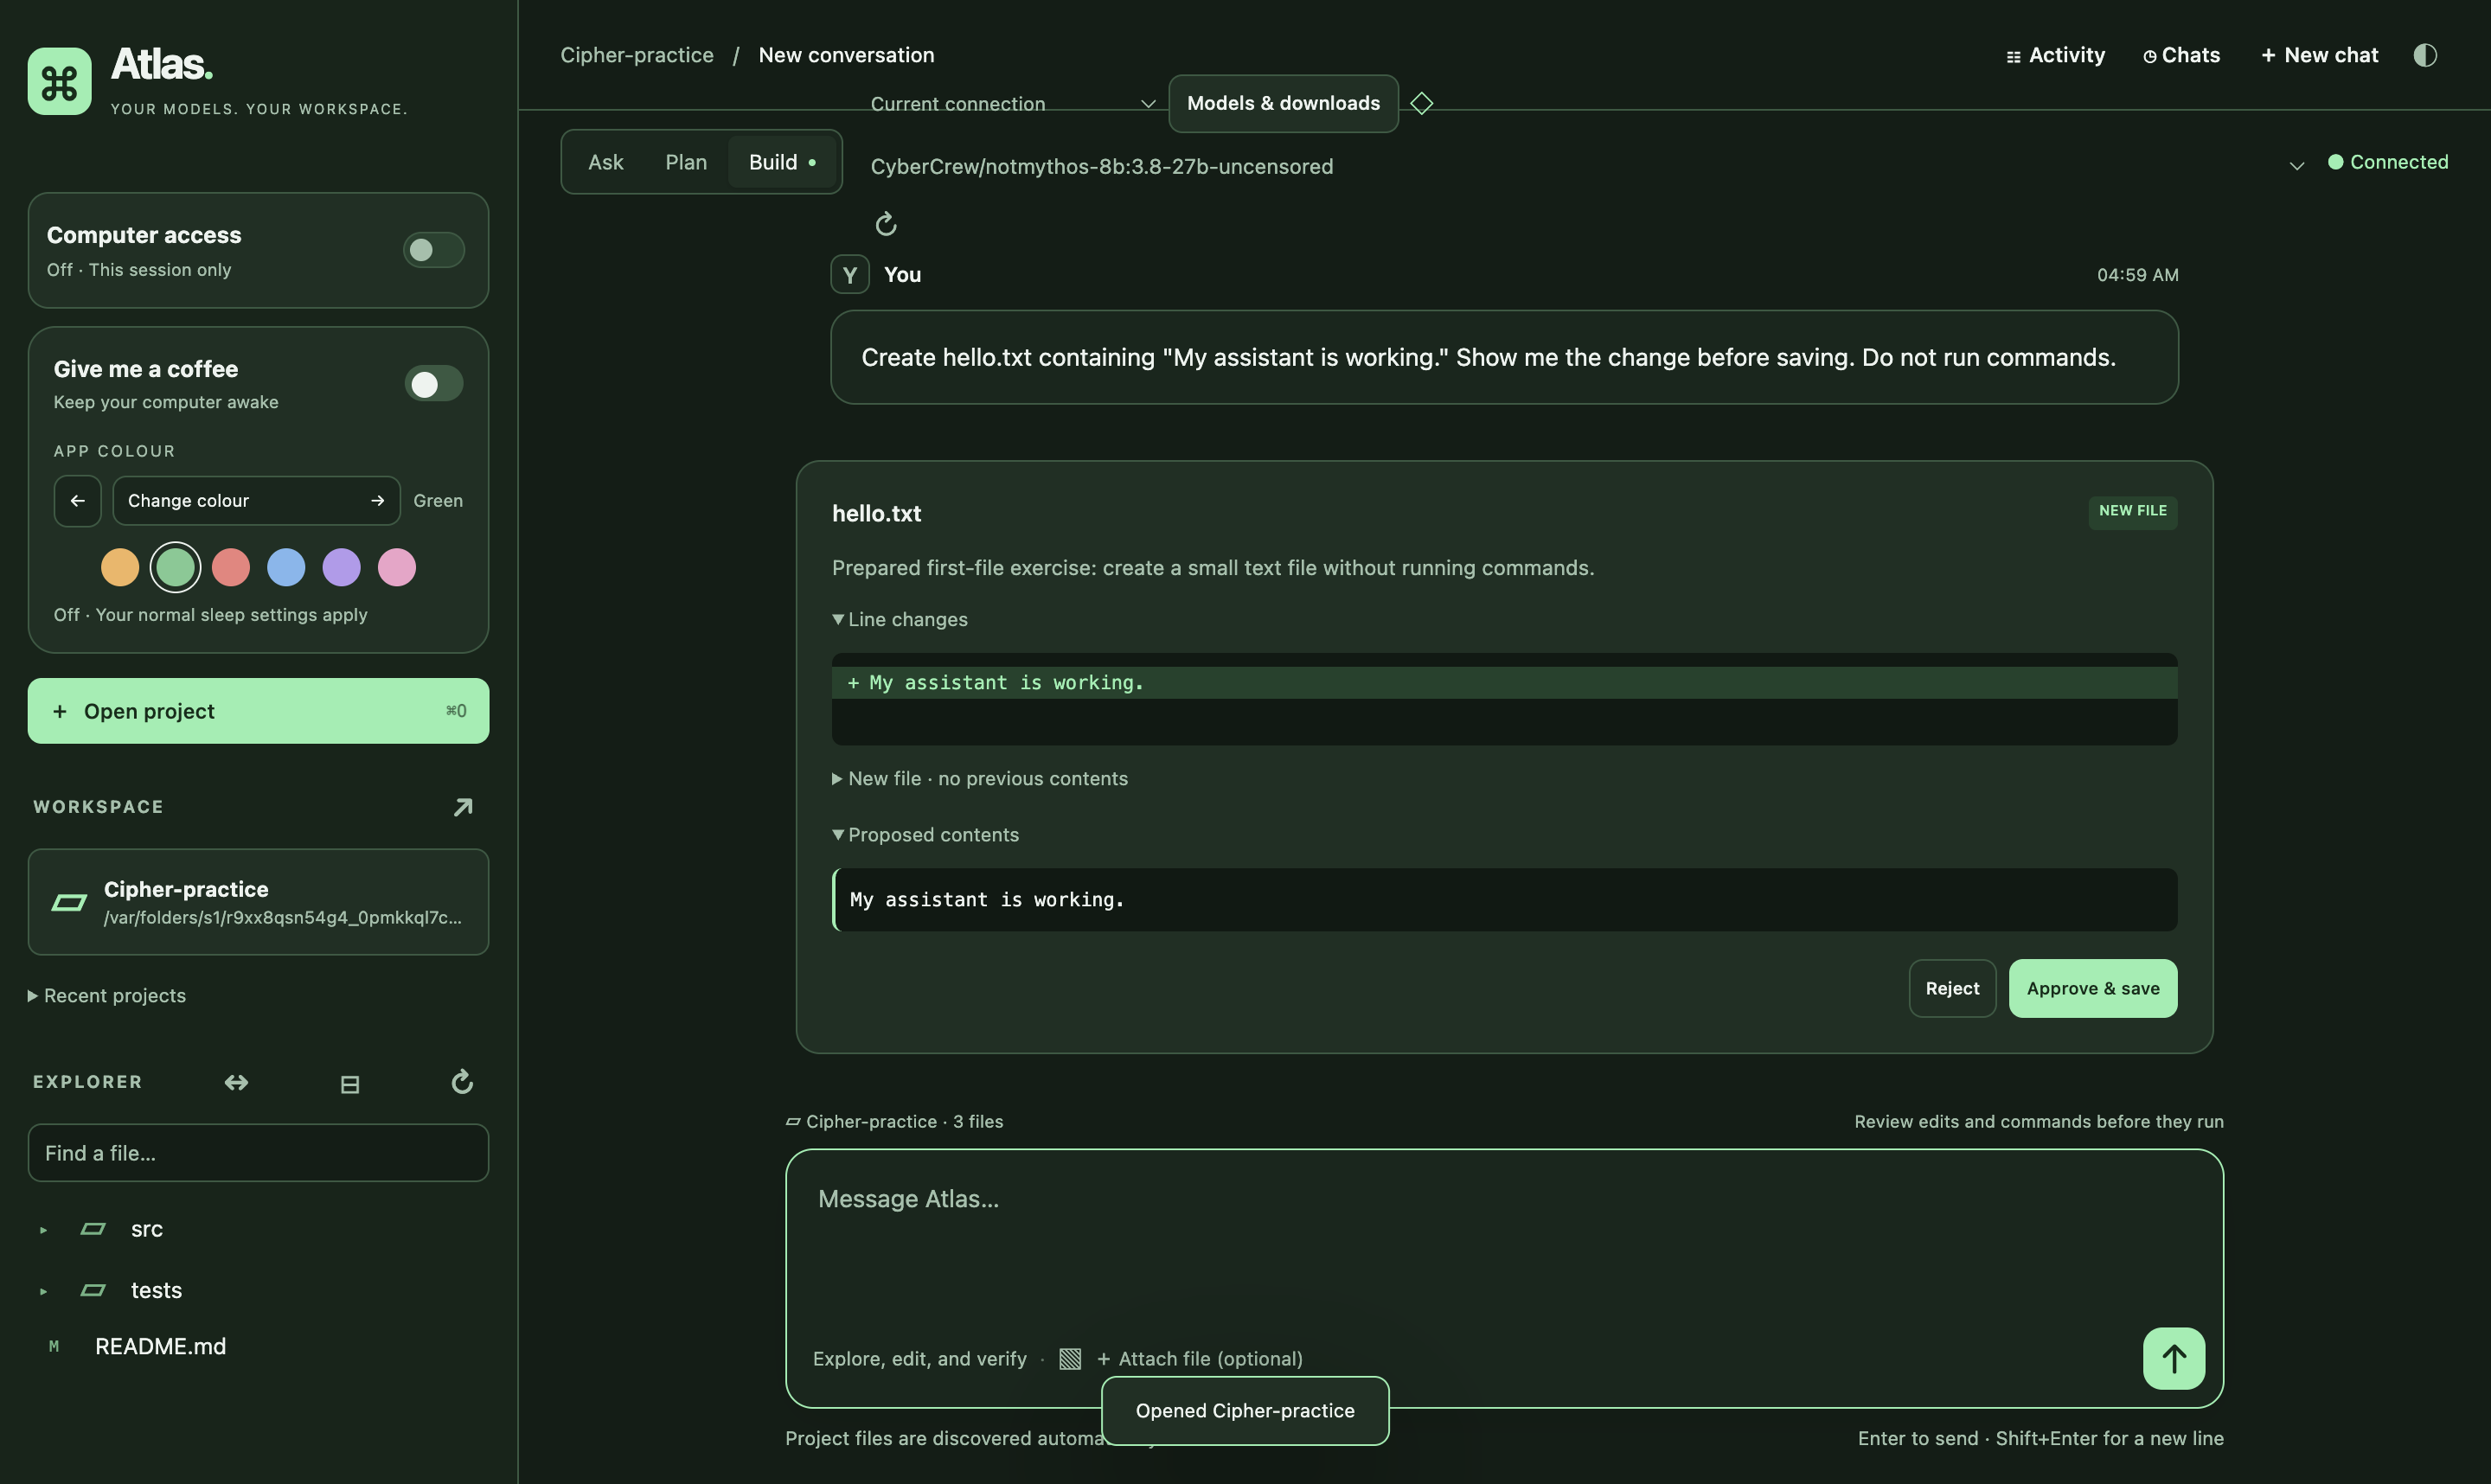 Atlas.
YOUR MODELS. YOUR WORKSPACE.
Computer access
Off · This session only
Give me a coffee
Keep your computer awake
APP COLOUR
← Change colour → Green
Off · Your normal sleep settings apply
+ Open project ⌘O
WORKSPACE
Cipher-practice
/var/folders/s1/r9xx8qsn54g4_0pmkkql7c...
Recent projects
EXPLORER
Find a file...
src
tests
M README.md
Cipher-practice / New conversation
Activity
Chats
+ New chat
Current connection
Models & downloads
Ask
Plan
Build
CyberCrew/notmythos-8b:3.8-27b-uncensored
Connected
Y You
04:59 AM
Create hello.txt containing "My assistant is working." Show me the change before saving. Do not run commands.
hello.txt
NEW FILE
Prepared first-file exercise: create a small text file without running commands.
Line changes
+ My assistant is working.
New file · no previous contents
Proposed contents
My assistant is working.
Reject
Approve & save
Cipher-practice · 3 files
Review edits and commands before they run
Message Atlas...
Explore, edit, and verify · + Attach file (optional)
Opened Cipher-practice
Project files are discovered
Enter to send · Shift+Enter for a new line